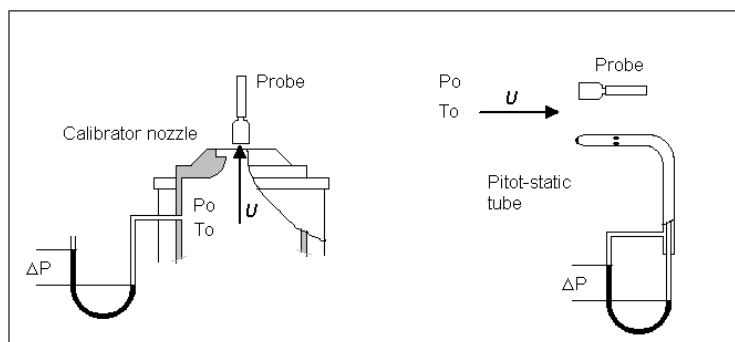 Probe
Calibrator nozzle
Po
To
U
ΔP
Po
To
U
Probe
Pitot-static
tube
ΔP